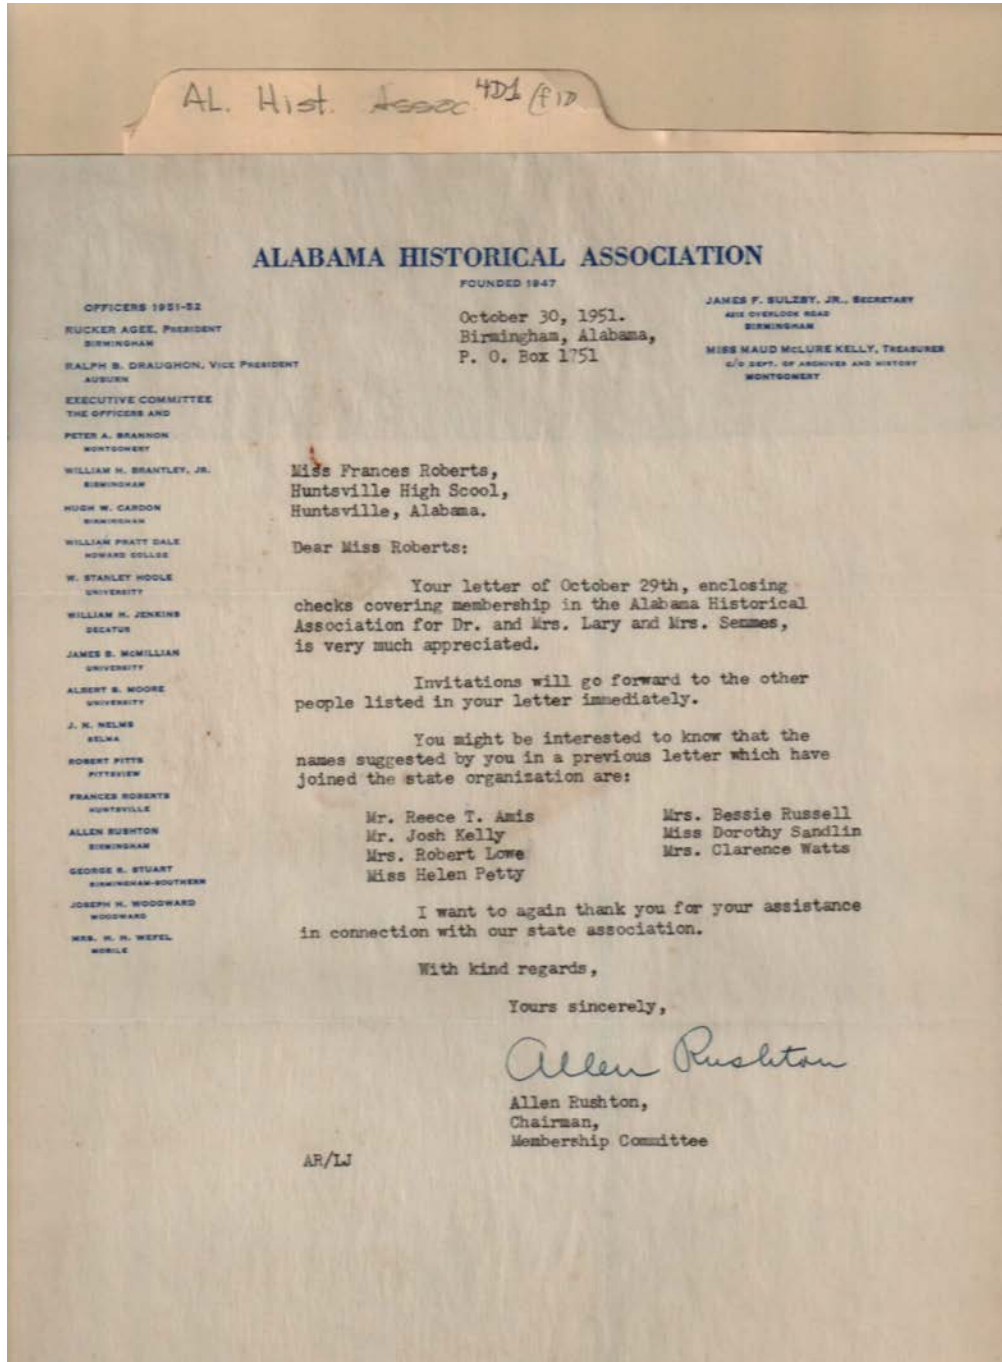 AL. Hist. Assoc. 4D1
ALABAMA HISTORICAL ASSOCIATION
FOUNDED 1947
OFFICERS 1951-52
RUCKER AGEE, PRESIDENT
BIRMINGHAM
RALPH B. DRAUGHON, VICE PRESIDENT
AUBURN
EXECUTIVE COMMITTEE
THE OFFICERS AND
PETER A. BRANNON
MONTGOMERY
WILLIAM H. BRANTLEY, JR.
BIRMINGHAM
HUGH W. CARDON
BIRMINGHAM
WILLIAM PRATT DALE
HOWARD COLLEGE
W. STANLEY HOOLE
UNIVERSITY
WILLIAM H. JENKINS
DECATUR
JAMES B. McMILLIAN
UNIVERSITY
ALBERT B. MOORE
UNIVERSITY
J. N. NELMS
SELMA
ROBERT PITTS
PITTSVIEW
FRANCES ROBERTS
HUNTSVILLE
ALLEN RUSHTON
BIRMINGHAM
GEORGE R. STUART
BIRMINGHAM-SOUTHERN
JOSEPH H. WOODWARD
WOODWARD
MRS. H. H. WEFEL
MOBILE
JAMES F. SULZBY, JR., SECRETARY
OVERLOOK ROAD
BIRMINGHAM
MISS MAUD McLURE KELLY, TREASURER
C/O DEPT. OF ARCHIVES AND HISTORY
MONTGOMERY
October 30, 1951.
Birmingham, Alabama,
P. O. Box 1751
Miss Frances Roberts,
Huntsville High Scool,
Huntsville, Alabama.
Dear Miss Roberts:
Your letter of October 29th, enclosing
checks covering membership in the Alabama Historical
Association for Dr. and Mrs. Lary and Mrs. Semmes,
is very much appreciated.
Invitations will go forward to the other
people listed in your letter immediately.
You might be interested to know that the
names suggested by you in a previous letter which have
joined the state organization are:
Mr. Reece T. Amis
Mr. Josh Kelly
Mrs. Robert Lowe
Miss Helen Petty
Mrs. Bessie Russell
Miss Dorothy Sandlin
Mrs. Clarence Watts
I want to again thank you for your assistance
in connection with our state association.
With kind regards,
Yours sincerely,
Allen Rushton
Allen Rushton,
Chairman,
Membership Committee
AR/LJ